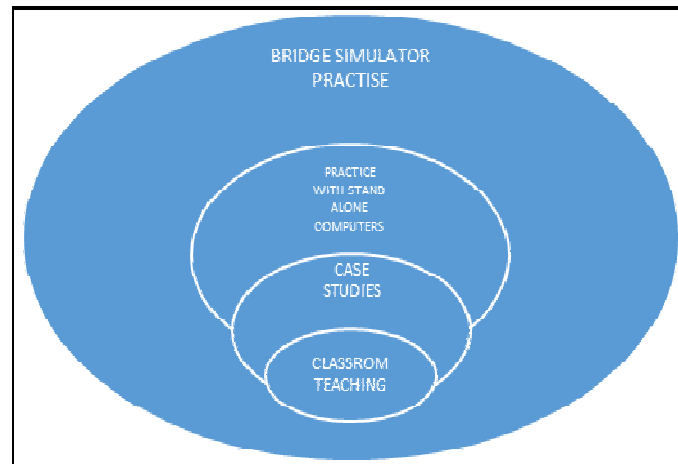 BRIDGE SIMULATOR
PRACTISE
PRACTICE
WITH STAND
ALONE
COMPUTERS
CASE
STUDIES
CLASSROM
TEACHING